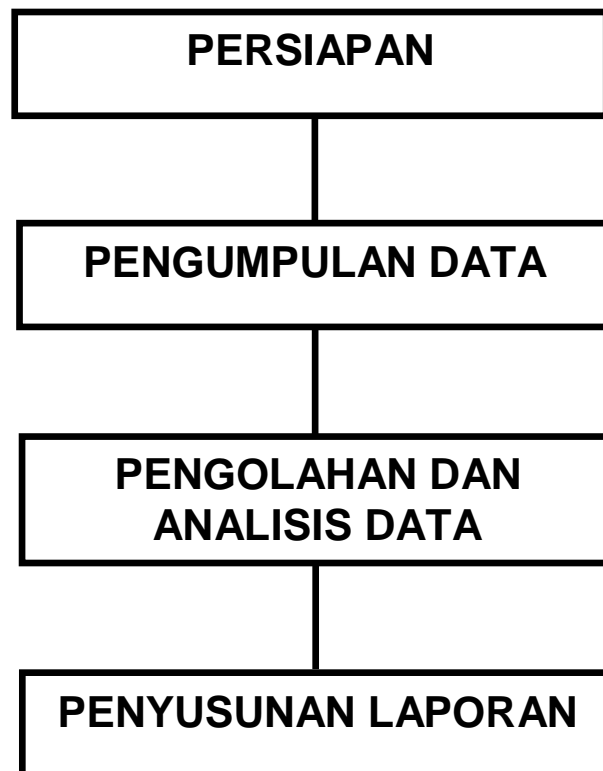 PERSIAPAN
PENGUMPULAN DATA
PENGOLAHAN DAN
ANALISIS DATA
PENYUSUNAN LAPORAN